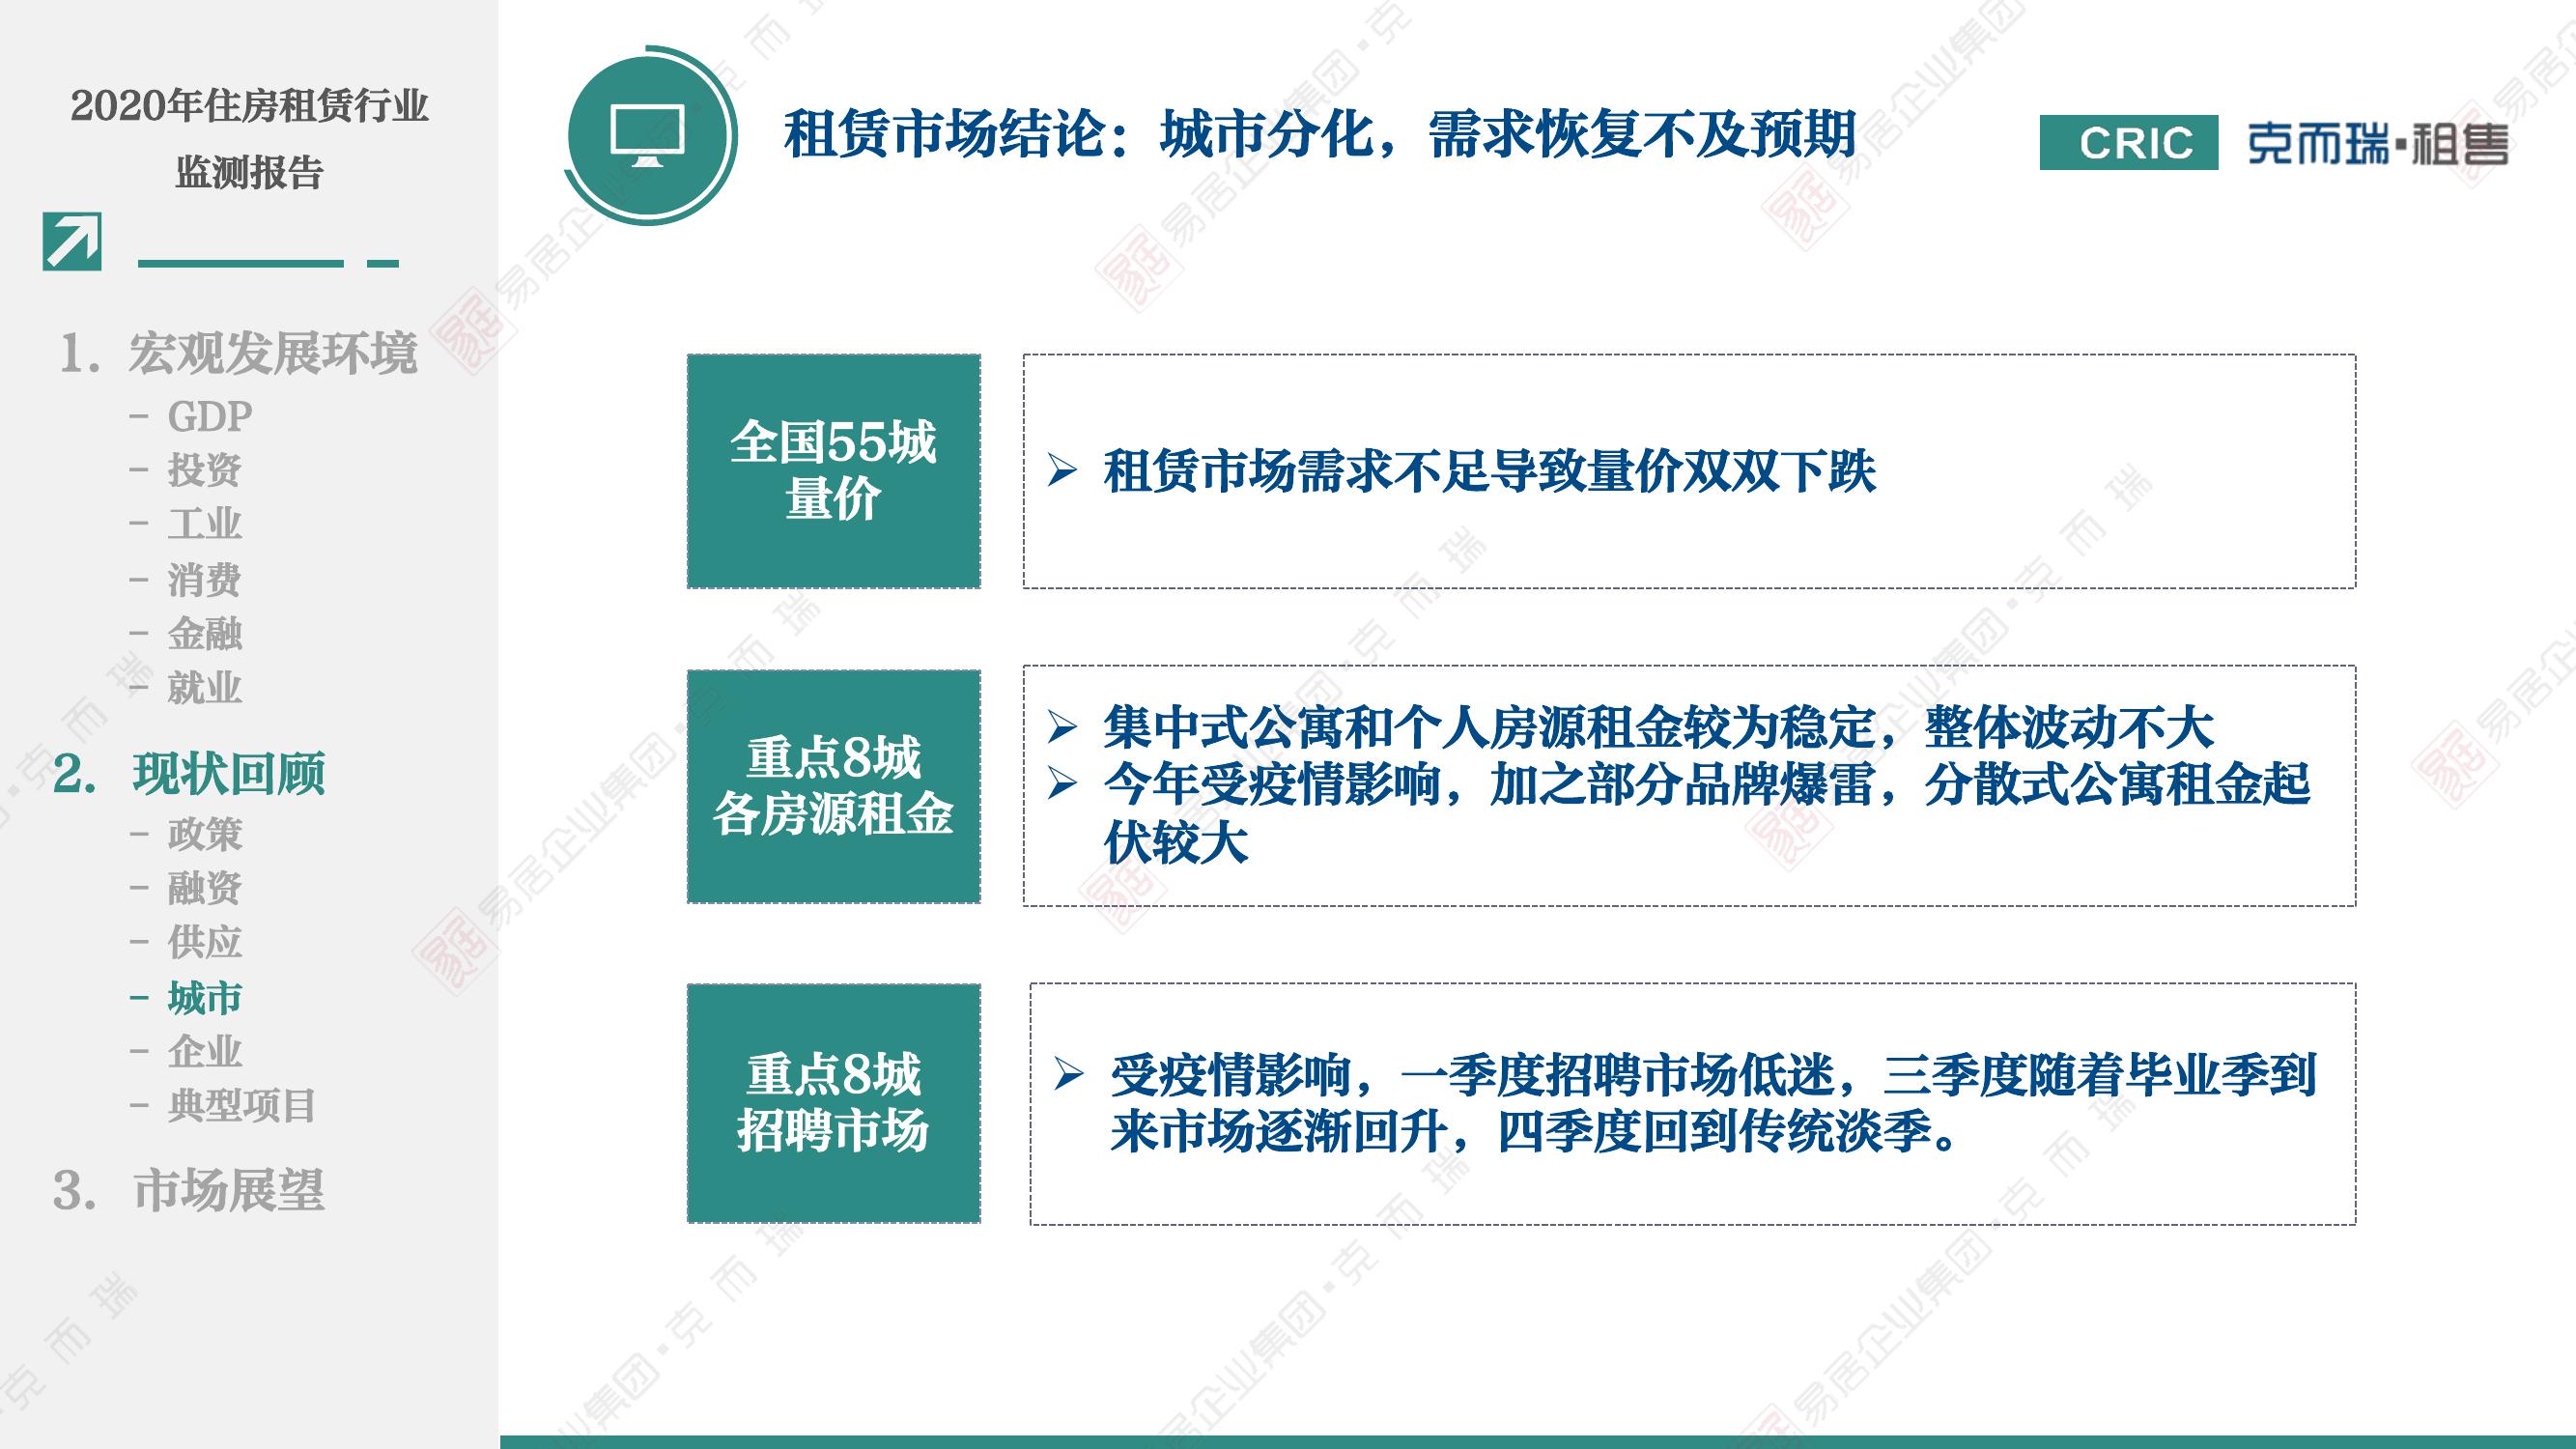 2020年住房租赁行业
监测报告
1. 宏观发展环境
– GDP
– 投资
– 工业
– 消费
– 金融
– 就业
2. 现状回顾
– 政策
– 融资
– 供应
– 城市
– 企业
– 典型项目
3. 市场展望
租赁市场结论：城市分化，需求恢复不及预期
CRIC 克而瑞·租售
全国55城
量价
➢ 租赁市场需求不足导致量价双双下跌
重点8城
各房源租金
➢ 集中式公寓和个人房源租金较为稳定，整体波动不大
➢ 今年受疫情影响，加之部分品牌爆雷，分散式公寓租金起
伏较大
重点8城
招聘市场
➢ 受疫情影响，一季度招聘市场低迷，三季度随着毕业季到
来市场逐渐回升，四季度回到传统淡季。
易居企业集团·克而瑞